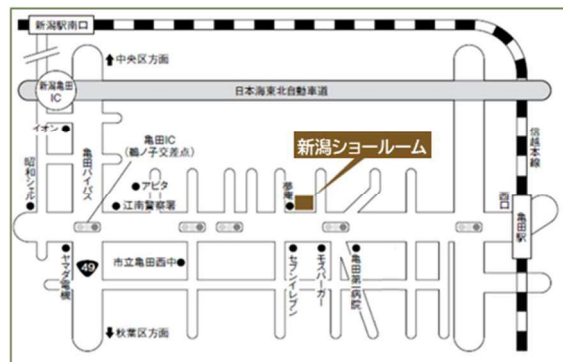 新潟駅南口
中央区方面
新潟亀田
IC
日本海東北自動車道
イオン
亀田IC
（鵜ノ子交差点）
新潟ショールーム
信越本線
昭和シェル
亀田バイパス
アピタ
江南警察署
夢庵
西口
亀田駅
ヤマダ電機
49
市立亀田西中
セブンイレブン
モスバーガー
亀田第一病院
秋葉区方面